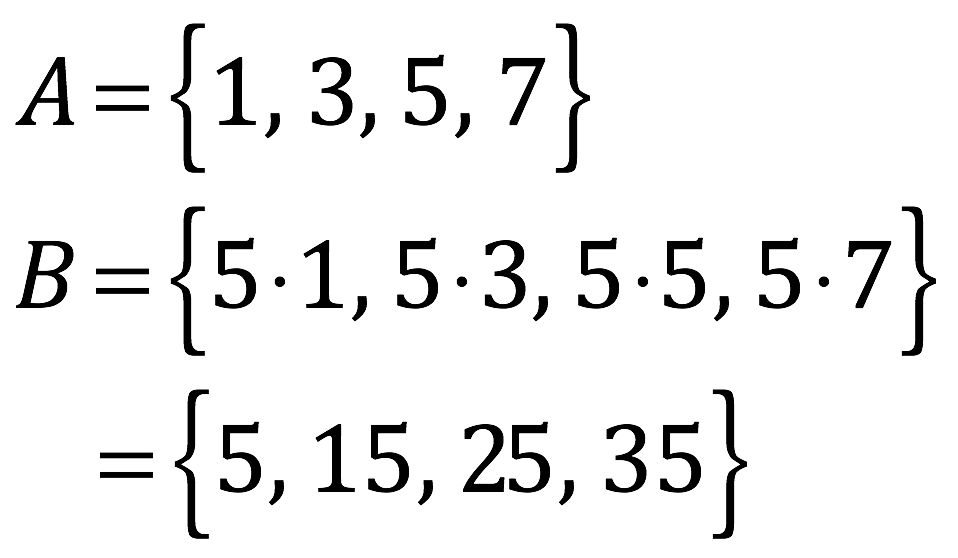 A = {1, 3, 5, 7}
B = {5·1, 5·3, 5·5, 5·7}
= {5, 15, 25, 35}